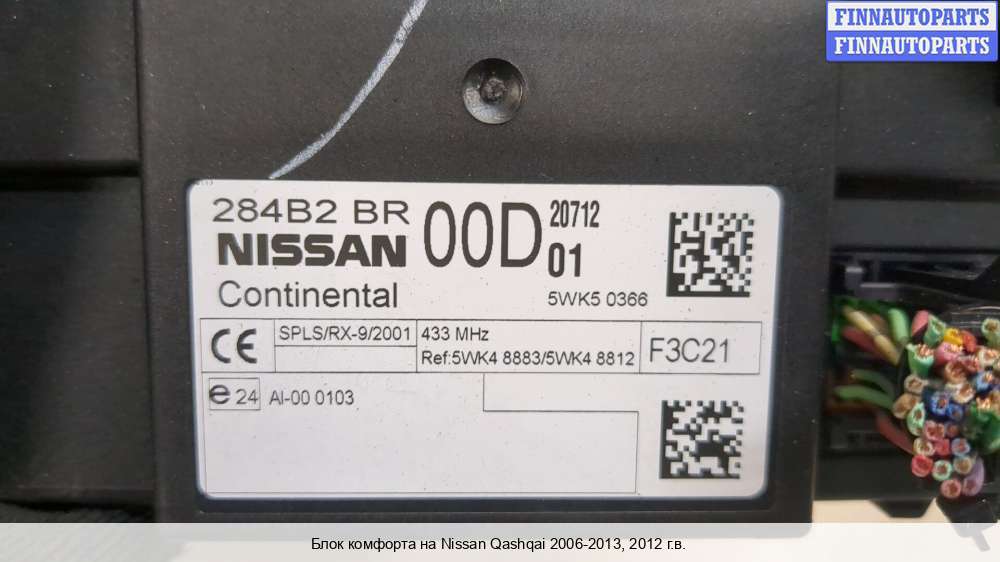 FINNAUTOPARTS
FINNAUTOPARTS
284B2 BR 00D 20712
NISSAN 01
Continental 5WK5 0366
CE SPLS/RX-9/2001 433 MHz F3C21
Ref:5WK4 8883/5WK4 8812
e 24 AI-00 0103
Блок комфорта на Nissan Qashqai 2006-2013, 2012 г.в.